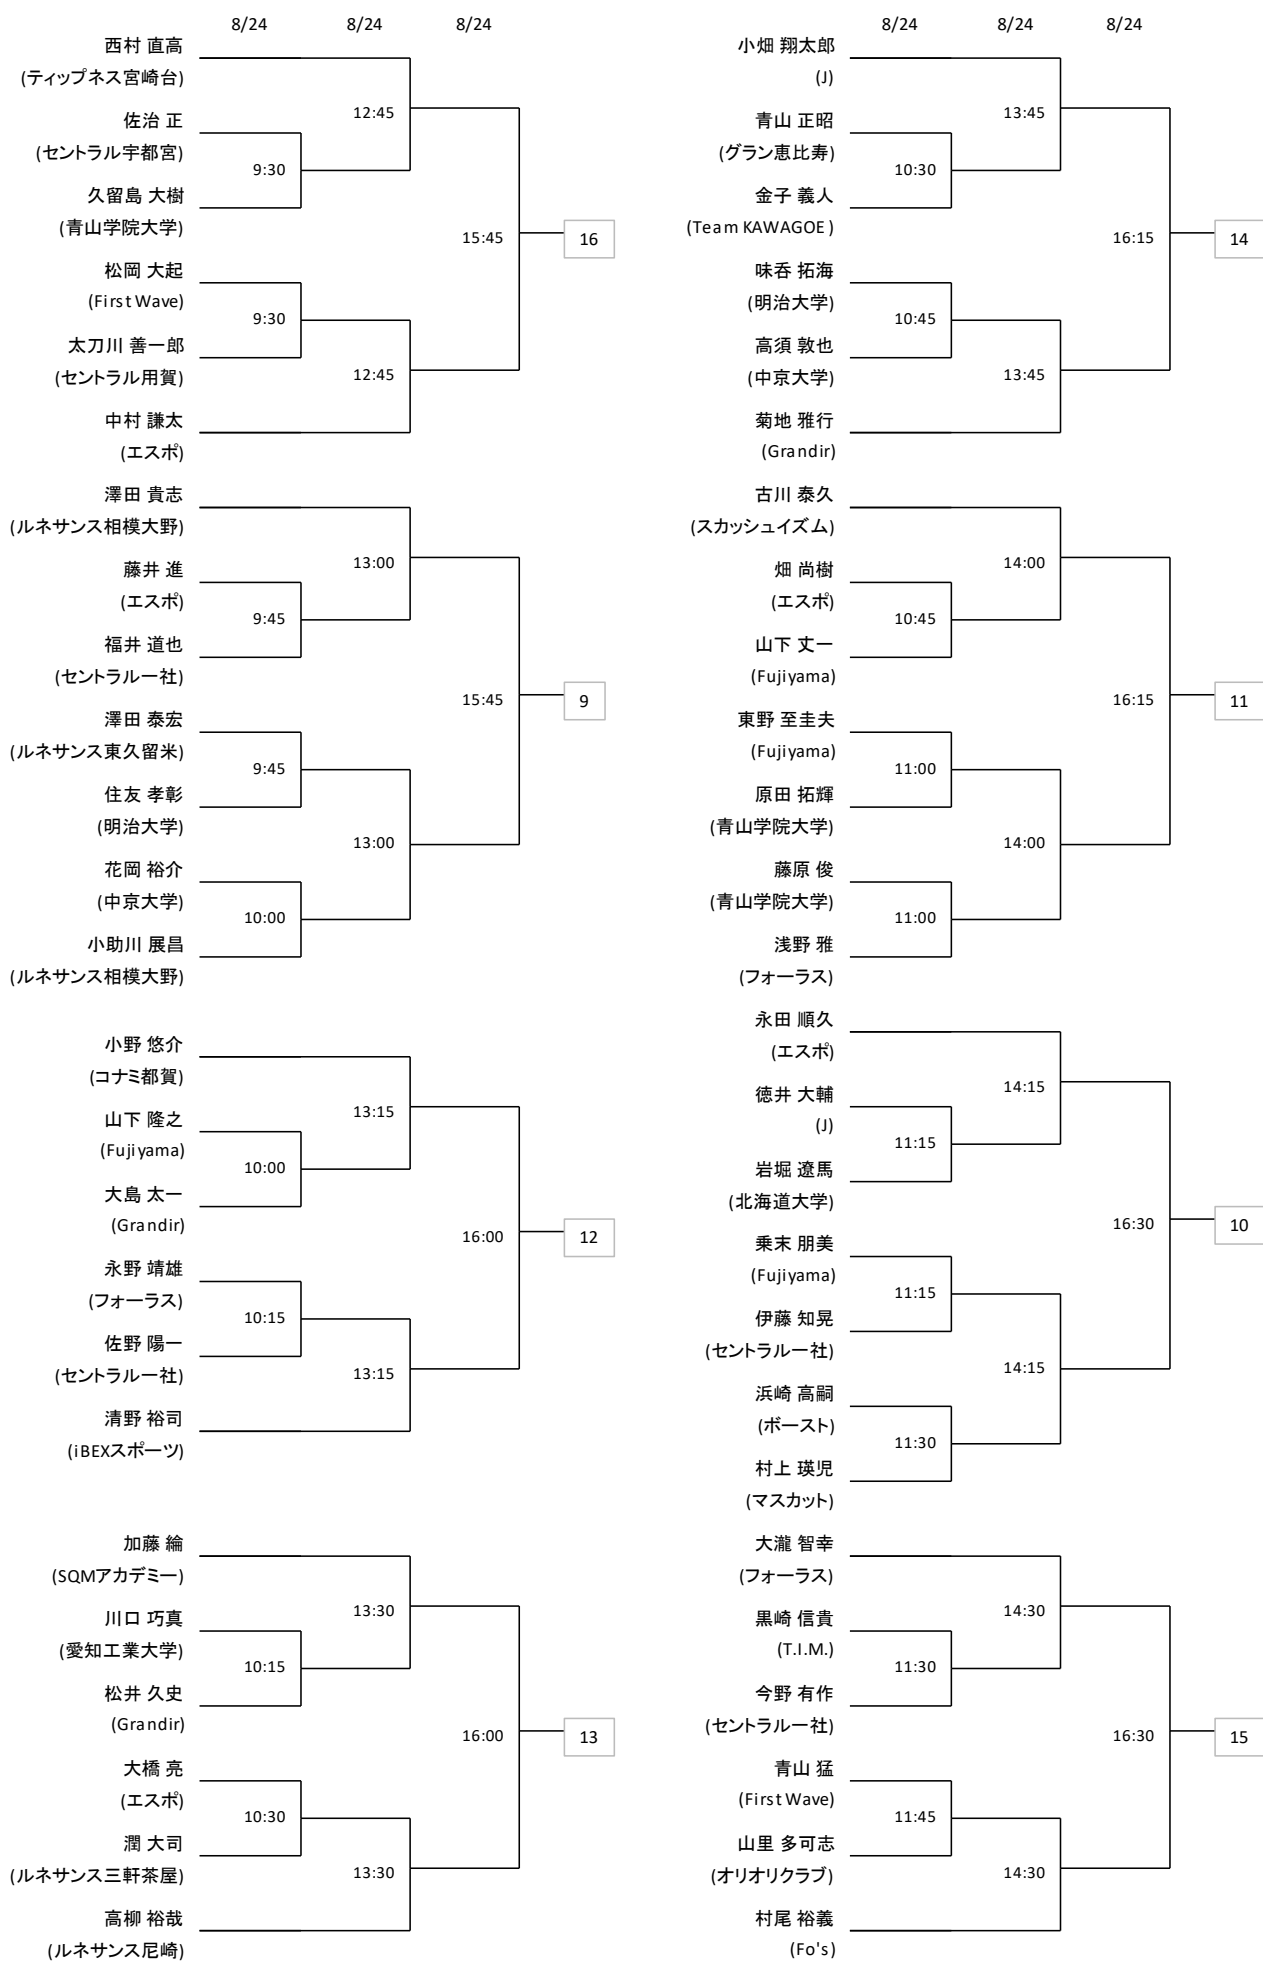 8/24 8/24 8/24
西村 直高
(ティップネス宮崎台)
12:45
佐治 正
(セントラル宇都宮)
9:30
久留島 大樹
(青山学院大学)
15:45
16
松岡 大起
(First Wave)
9:30
太刀川 善一郎
(セントラル用賀)
12:45
中村 謙太
(エスポ)
澤田 貴志
(ルネサンス相模大野)
13:00
藤井 進
(エスポ)
9:45
福井 道也
(セントラル一社)
15:45
9
澤田 泰宏
(ルネサンス東久留米)
9:45
住友 孝彰
(明治大学)
13:00
花岡 裕介
(中京大学)
10:00
小助川 展昌
(ルネサンス相模大野)
小野 悠介
(コナミ都賀)
13:15
山下 隆之
(Fujiyama)
10:00
大島 太一
(Grandir)
16:00
12
永野 靖雄
(フォーラス)
10:15
佐野 陽一
(セントラル一社)
13:15
清野 裕司
(iBEXスポーツ)
加藤 綸
(SQMアカデミー)
13:30
川口 巧真
(愛知工業大学)
10:15
松井 久史
(Grandir)
16:00
13
大橋 亮
(エスポ)
10:30
潤 大司
(ルネサンス三軒茶屋)
13:30
高柳 裕哉
(ルネサンス尼崎)
8/24 8/24 8/24
小畑 翔太郎
(J)
13:45
青山 正昭
(グラン恵比寿)
10:30
金子 義人
(Team KAWAGOE)
16:15
14
味呑 拓海
(明治大学)
10:45
高須 敦也
(中京大学)
13:45
菊地 雅行
(Grandir)
古川 泰久
(スカッシュイズム)
14:00
畑 尚樹
(エスポ)
10:45
山下 丈一
(Fujiyama)
16:15
11
東野 至圭夫
(Fujiyama)
11:00
原田 拓輝
(青山学院大学)
14:00
藤原 俊
(青山学院大学)
11:00
浅野 雅
(フォーラス)
永田 順久
(エスポ)
14:15
徳井 大輔
(J)
11:15
岩堀 遼馬
(北海道大学)
16:30
10
乗末 朋美
(Fujiyama)
11:15
伊藤 知晃
(セントラル一社)
14:15
浜崎 高嗣
(ボースト)
11:30
村上 瑛児
(マスカット)
大瀧 智幸
(フォーラス)
14:30
黒崎 信貴
(T.I.M.)
11:30
今野 有作
(セントラル一社)
16:30
15
青山 猛
(First Wave)
11:45
山里 多可志
(オリオリクラブ)
14:30
村尾 裕義
(Fo's)